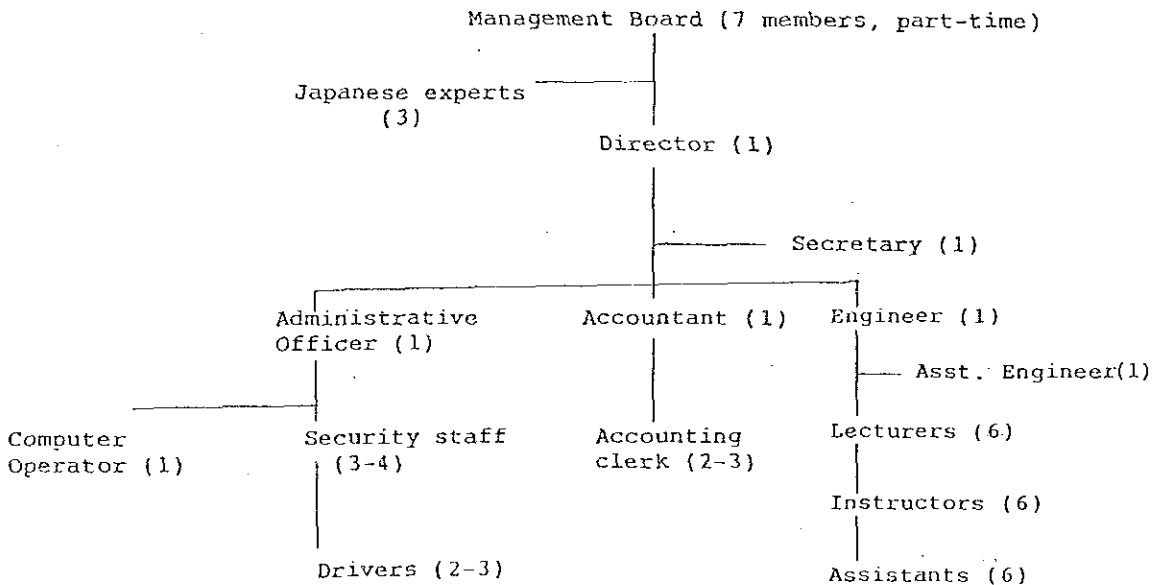 Management Board (7 members, part-time)
Japanese experts
(3)
Director (1)
Secretary (1)
Administrative
Officer (1)
Accountant (1)
Engineer (1)
Asst. Engineer(1)
Computer
Operator (1)
Security staff
(3-4)
Accounting
clerk (2-3)
Lecturers (6)
Instructors (6)
Drivers (2-3)
Assistants (6)